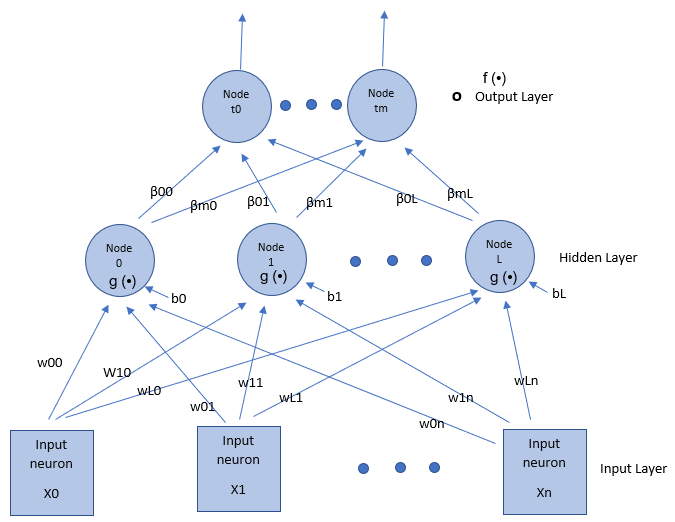 f (•)
Node
t0
Node
tm
o Output Layer
β00
βm0
β01
βm1
β0L
βmL
Node
0
g (•)
Node
1
g (•)
Node
L
g (•)
Hidden Layer
b0
b1
bL
w00
W10
wL0
w01
w11
wL1
w0n
w1n
wLn
Input
neuron
X0
Input
neuron
X1
Input
neuron
Xn
Input Layer